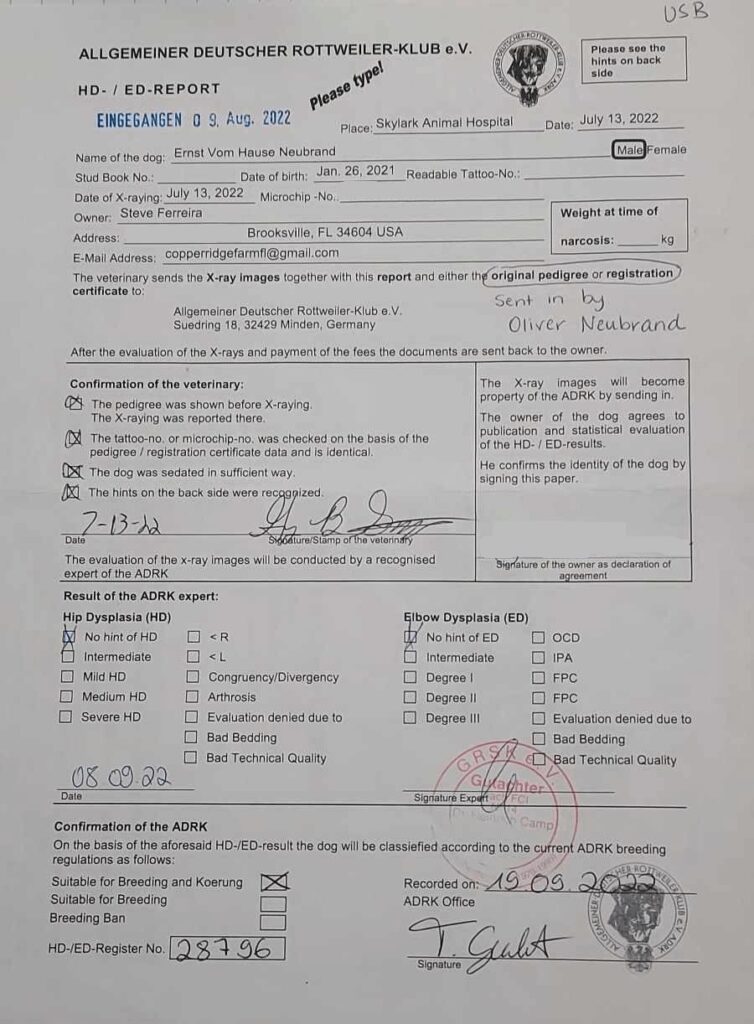 USB
ALLGEMEINER DEUTSCHER ROTTWEILER-KLUB e.V.
Please see the
hints on back
side
HD- / ED-REPORT
Please type!
EINGEGANGEN 0 9. Aug. 2022
Place: Skylark Animal Hospital Date: July 13, 2022
Name of the dog: Ernst Vom Hause Neubrand Male Female
Stud Book No.: Date of birth: Jan. 26, 2021 Readable Tattoo-No.:
Date of X-raying: July 13, 2022 Microchip -No..
Owner: Steve Ferreira
Weight at time of
narcosis: kg
Address: Brooksville, FL 34604 USA
E-Mail Address: copperridgefarmfl@gmail.com
The veterinary sends the X-ray images together with this report and either the original pedigree or registration
certificate to:
Sent in by
Oliver Neubrand
Allgemeiner Deutscher Rottweiler-Klub e.V.
Suedring 18, 32429 Minden, Germany
After the evaluation of the X-rays and payment of the fees the documents are sent back to the owner.
Confirmation of the veterinary:
The pedigree was shown before X-raying.
The X-raying was reported there.
The tattoo-no. or microchip-no. was checked on the basis of the
pedigree / registration certificate data and is identical.
The dog was sedated in sufficient way.
The hints on the back side were recognized.
7-13-22
Date Signature/Stamp of the veterinary
The evaluation of the x-ray images will be conducted by a recognised
expert of the ADRK
The X-ray images will become
property of the ADRK by sending in.
The owner of the dog agrees to
publication and statistical evaluation
of the HD- / ED-results.
He confirms the identity of the dog by
signing this paper.
Signature of the owner as declaration of
agreement
Result of the ADRK expert:
Hip Dysplasia (HD)
No hint of HD < R
Intermediate < L
Mild HD Congruency/Divergency
Medium HD Arthrosis
Severe HD Evaluation denied due to
Bad Bedding
Bad Technical Quality
Elbow Dysplasia (ED)
No hint of ED OCD
Intermediate IPA
Degree I FPC
Degree II FPC
Degree III Evaluation denied due to
Bad Bedding
Bad Technical Quality
08.09.22
Date
Signature Expert
GRSK e.V.
Gutachter
Camp
Confirmation of the ADRK
On the basis of the aforesaid HD-/ED-result the dog will be classiefied according to the current ADRK breeding
regulations as follows:
Suitable for Breeding and Koerung
Suitable for Breeding
Breeding Ban
HD-/ED-Register No. 28796
Recorded on: 19.09.2022
ADRK Office
Signature
ALLGEMEINER DEUTSCHER ROTTWEILER-KLUB e.V. ADRK